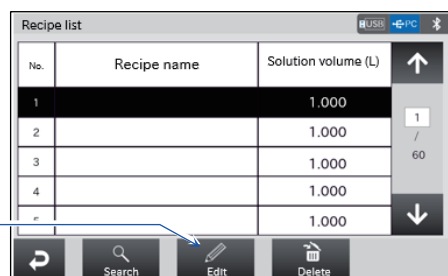 Recipe list USB PC
No. Recipe name Solution volume (L)
1 1.000
2 1.000
3 1.000
4 1.000
5 1.000
1
/
60
Search Edit Delete